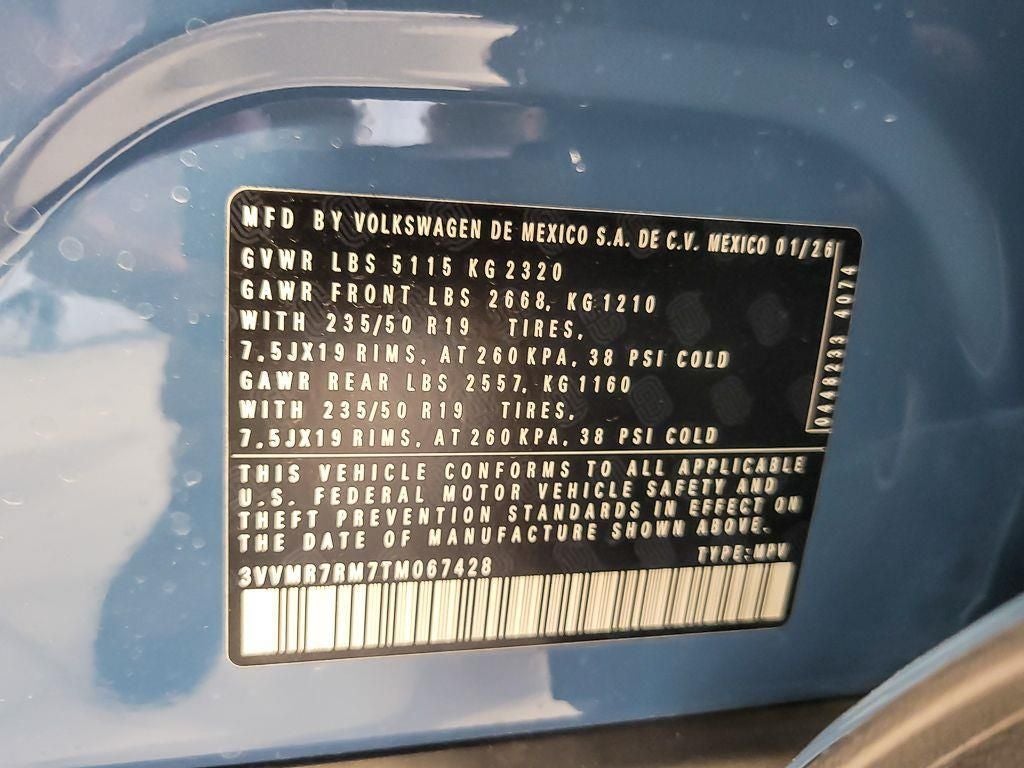 MFD BY VOLKSWAGEN DE MEXICO S.A. DE C.V. MEXICO 01/26
GVWR LBS 5115 KG 2320
GAWR FRONT LBS 2668, KG 1210
WITH 235/50 R19 TIRES,
7.5JX19 RIMS, AT 260 KPA, 38 PSI COLD
GAWR REAR LBS 2557, KG 1160
WITH 235/50 R19 TIRES,
7.5JX19 RIMS, AT 260 KPA, 38 PSI COLD
0448233 4074
THIS VEHICLE CONFORMS TO ALL APPLICABLE
U.S. FEDERAL MOTOR VEHICLE SAFETY AND
THEFT PREVENTION STANDARDS IN EFFECT ON
THE DATE OF MANUFACTURE SHOWN ABOVE.
3VVMR7RM7TM067428 TYPE:MPV